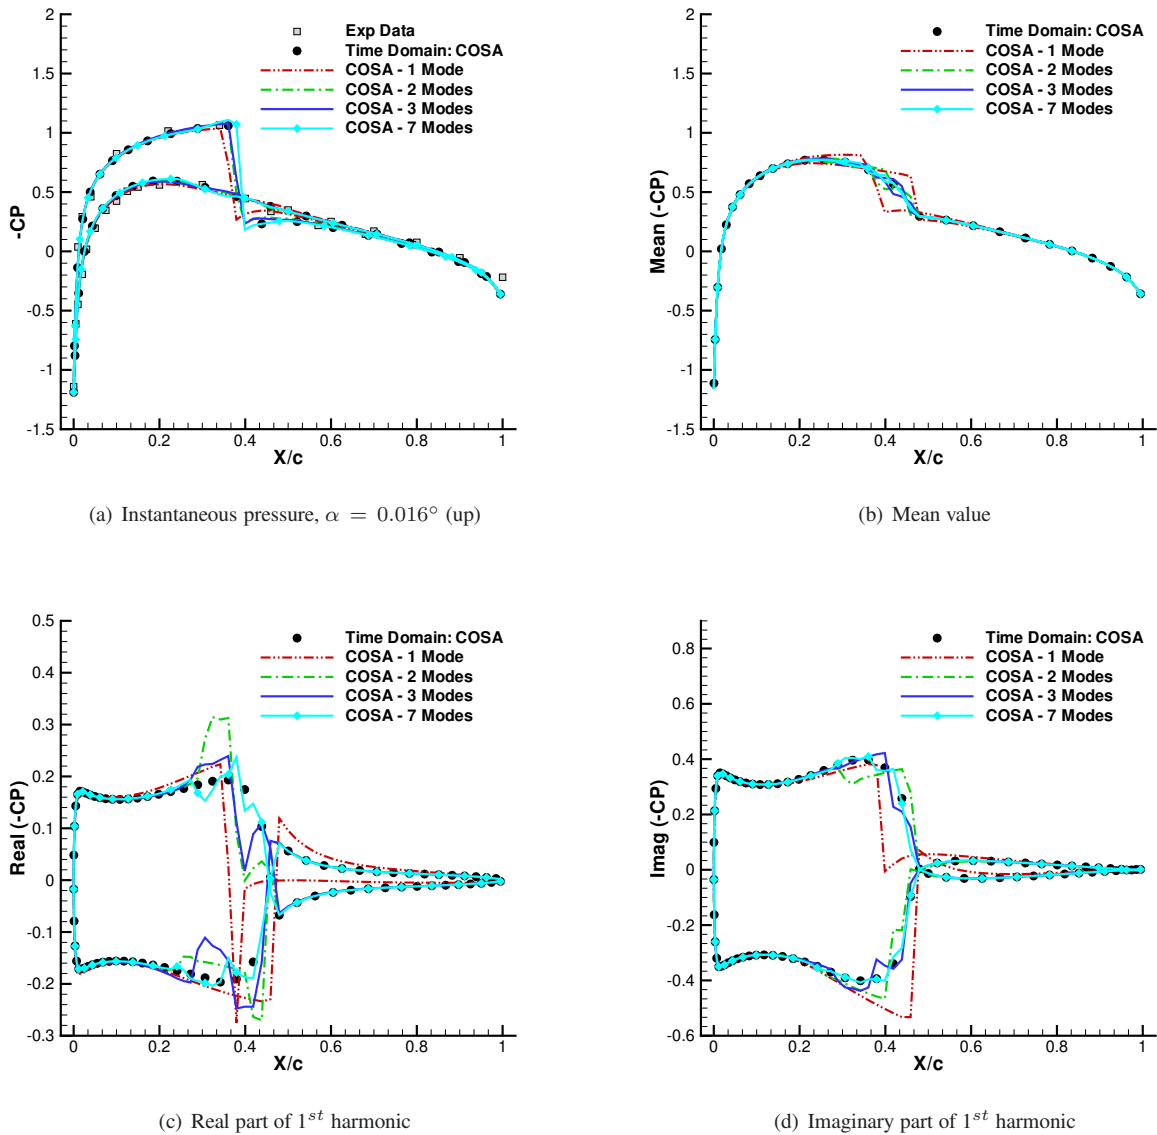 2
1.5
1
0.5
0
-0.5
-1
-1.5
-CP
0
0.2
0.4
0.6
0.8
1
X/c
Exp Data
Time Domain: COSA
COSA - 1 Mode
COSA - 2 Modes
COSA - 3 Modes
COSA - 7 Modes
(a) Instantaneous pressure, α = 0.016° (up)
2
1.5
1
0.5
0
-0.5
-1
-1.5
Mean (-CP)
0
0.2
0.4
0.6
0.8
1
X/c
Time Domain: COSA
COSA - 1 Mode
COSA - 2 Modes
COSA - 3 Modes
COSA - 7 Modes
(b) Mean value
0.5
0.4
0.3
0.2
0.1
0
-0.1
-0.2
-0.3
Real (-CP)
0
0.2
0.4
0.6
0.8
1
X/c
Time Domain: COSA
COSA - 1 Mode
COSA - 2 Modes
COSA - 3 Modes
COSA - 7 Modes
(c) Real part of 1st harmonic
0.8
0.6
0.4
0.2
0
-0.2
-0.4
-0.6
Imag (-CP)
0
0.2
0.4
0.6
0.8
1
X/c
Time Domain: COSA
COSA - 1 Mode
COSA - 2 Modes
COSA - 3 Modes
COSA - 7 Modes
(d) Imaginary part of 1st harmonic